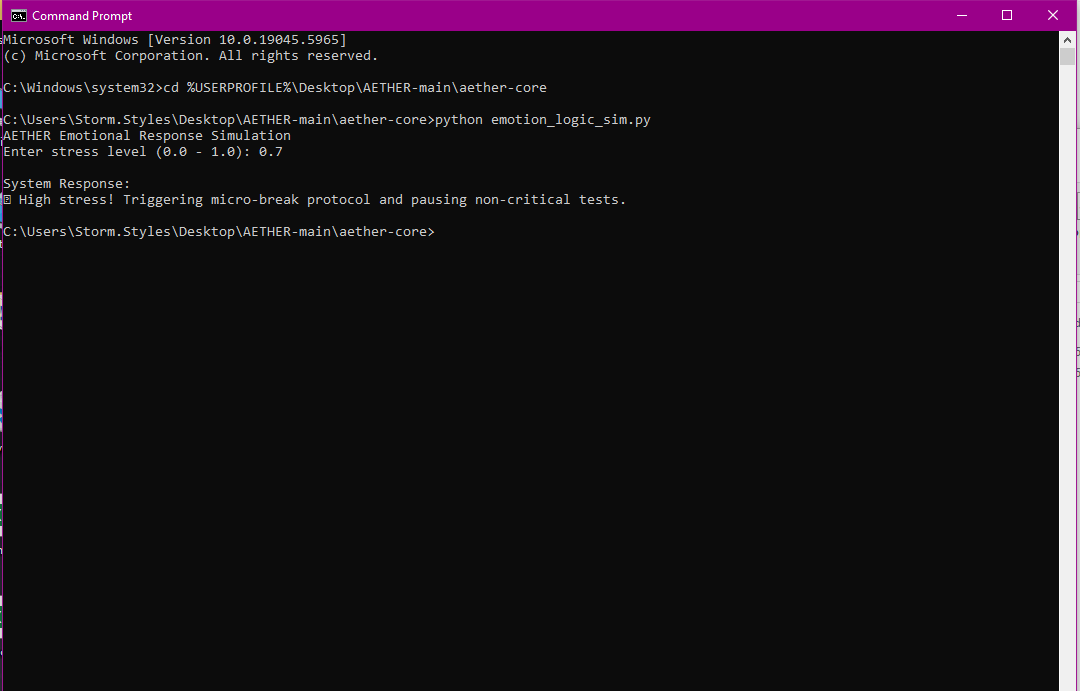 Command Prompt
Microsoft Windows [Version 10.0.19045.5965]
(c) Microsoft Corporation. All rights reserved.
C:\Windows\system32>cd %USERPROFILE%\Desktop\AETHER-main\aether-core
C:\Users\Storm.Styles\Desktop\AETHER-main\aether-core>python emotion_logic_sim.py
AETHER Emotional Response Simulation
Enter stress level (0.0 - 1.0): 0.7
System Response:
High stress! Triggering micro-break protocol and pausing non-critical tests.
C:\Users\Storm.Styles\Desktop\AETHER-main\aether-core>